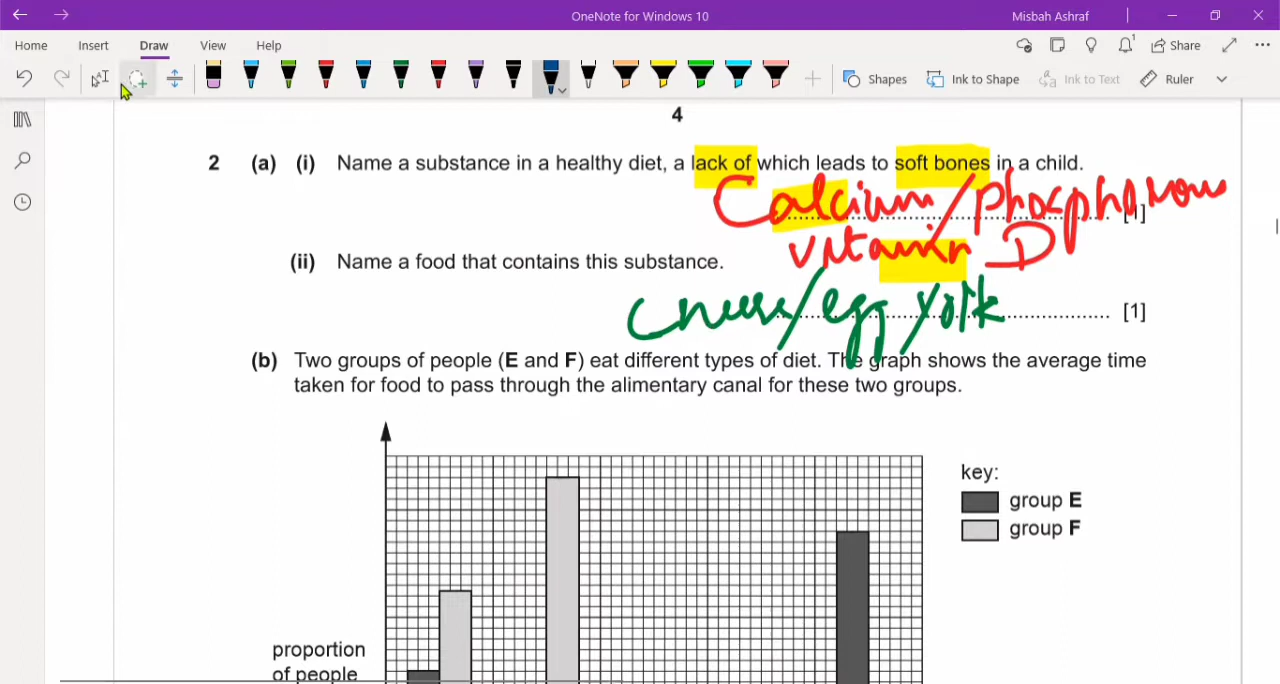 OneNote for Windows 10
Misbah Ashraf
Home Insert Draw View Help
Share
Shapes Ink to Shape Ink to Text Ruler
4
2 (a) (i) Name a substance in a healthy diet, a lack of which leads to soft bones in a child.
Calcium/phosphorous
[1]
vitamin D
(ii) Name a food that contains this substance.
cheese/egg yolk
[1]
(b) Two groups of people (E and F) eat different types of diet. The graph shows the average time
taken for food to pass through the alimentary canal for these two groups.
key:
group E
group F
proportion
of people